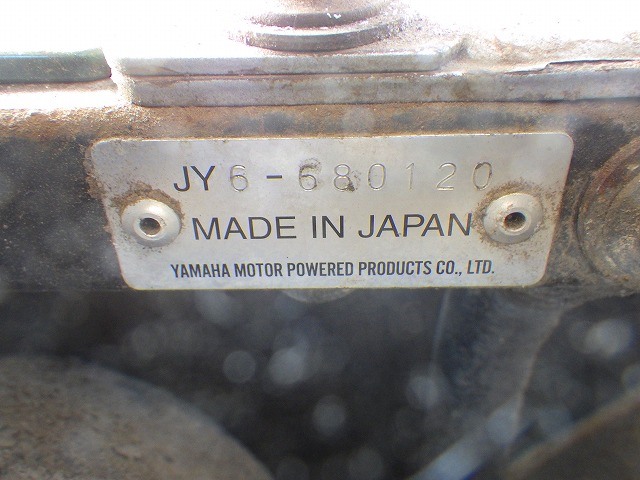 JY6-680120
MADE IN JAPAN
YAMAHA MOTOR POWERED PRODUCTS CO., LTD.